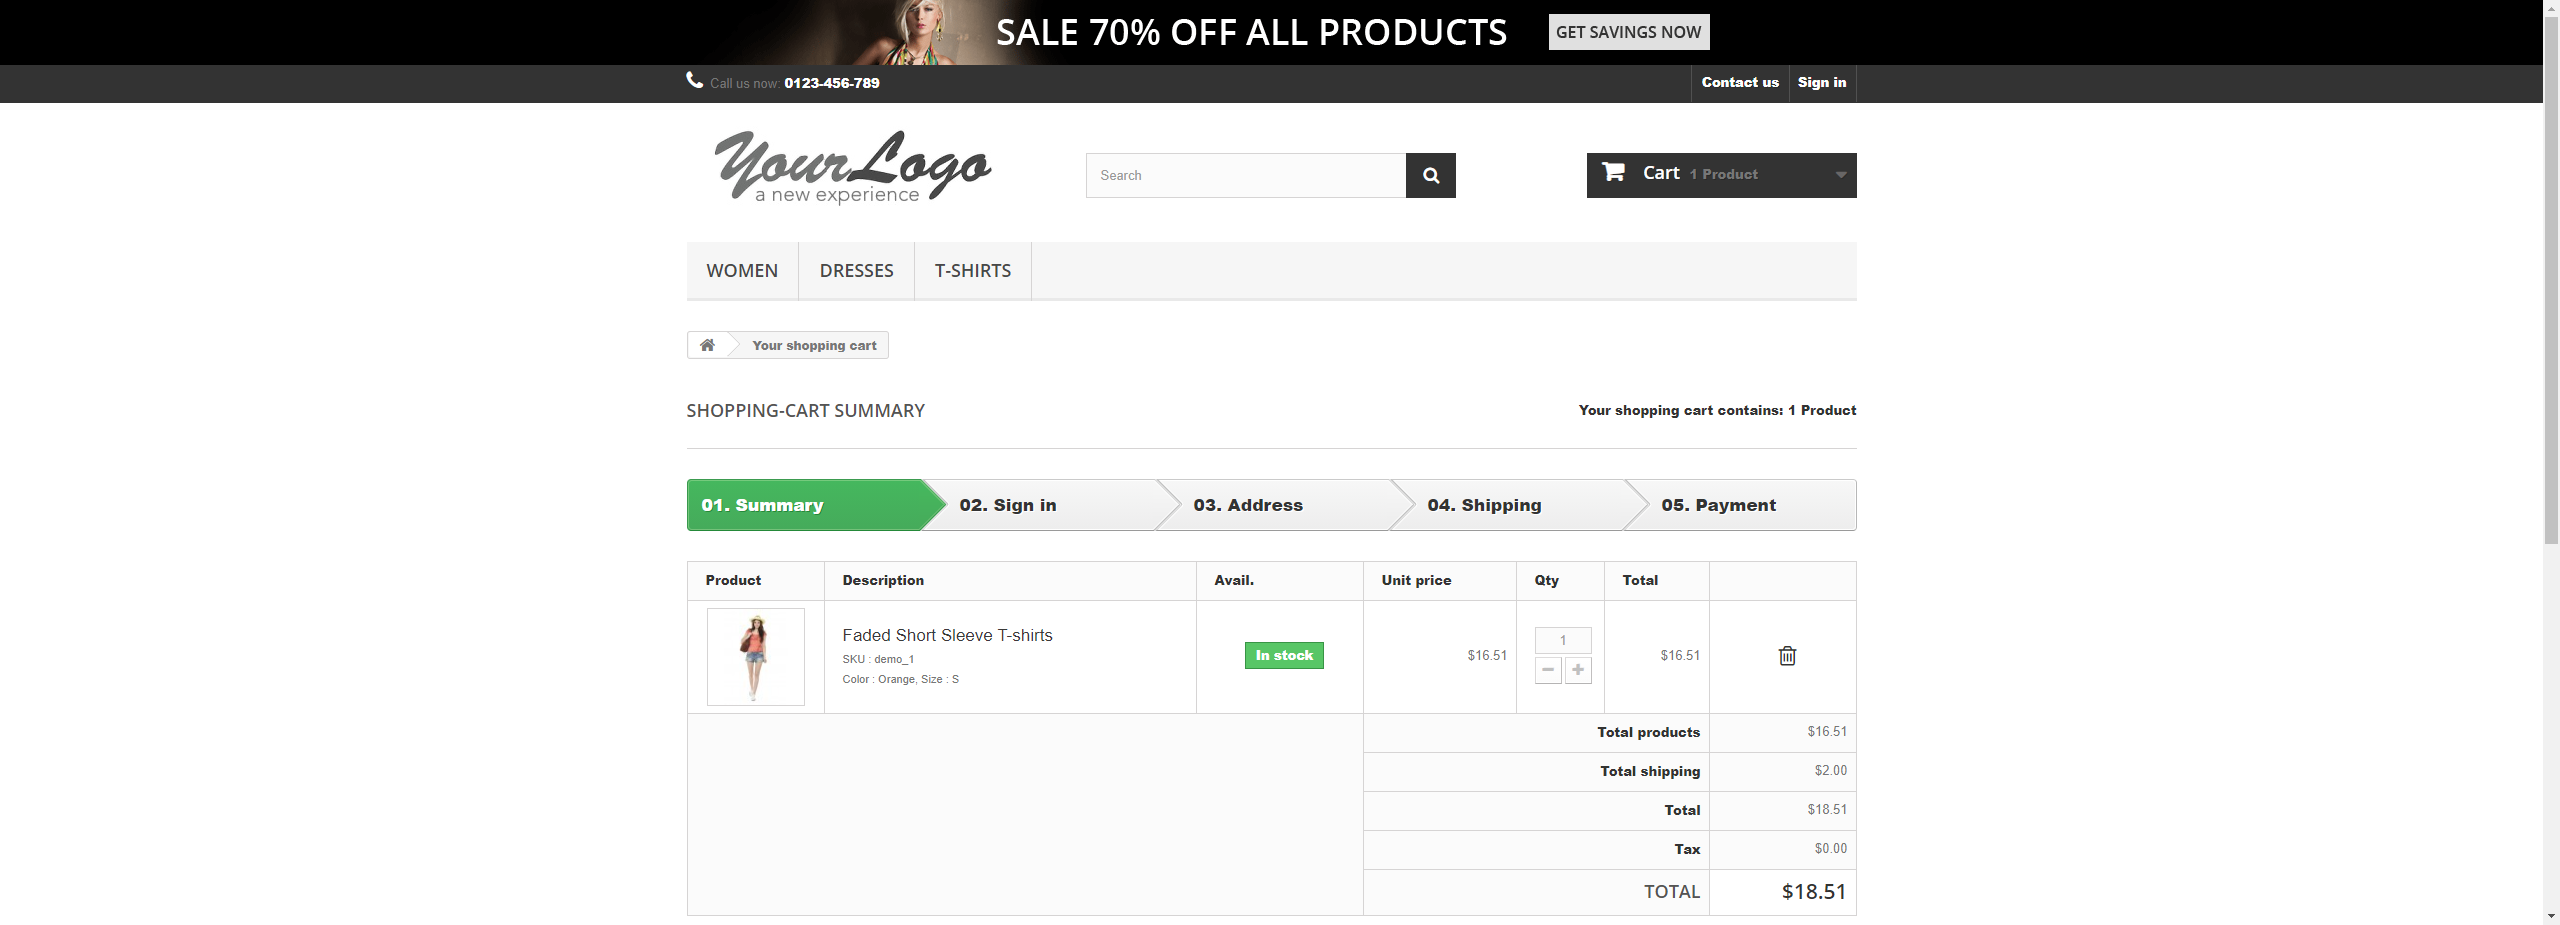 SALE 70% OFF ALL PRODUCTS GET SAVINGS NOW
Call us now: 0123-456-789 Contact us Sign in
YourLogo
a new experience
Search
Cart 1 Product
WOMEN DRESSES T-SHIRTS
Your shopping cart
SHOPPING-CART SUMMARY Your shopping cart contains: 1 Product
01. Summary 02. Sign in 03. Address 04. Shipping 05. Payment
Product Description Avail. Unit price Qty Total
Faded Short Sleeve T-shirts
SKU : demo_1
Color : Orange, Size : S
In stock
$16.51
1
$16.51
Total products $16.51
Total shipping $2.00
Total $18.51
Tax $0.00
TOTAL $18.51